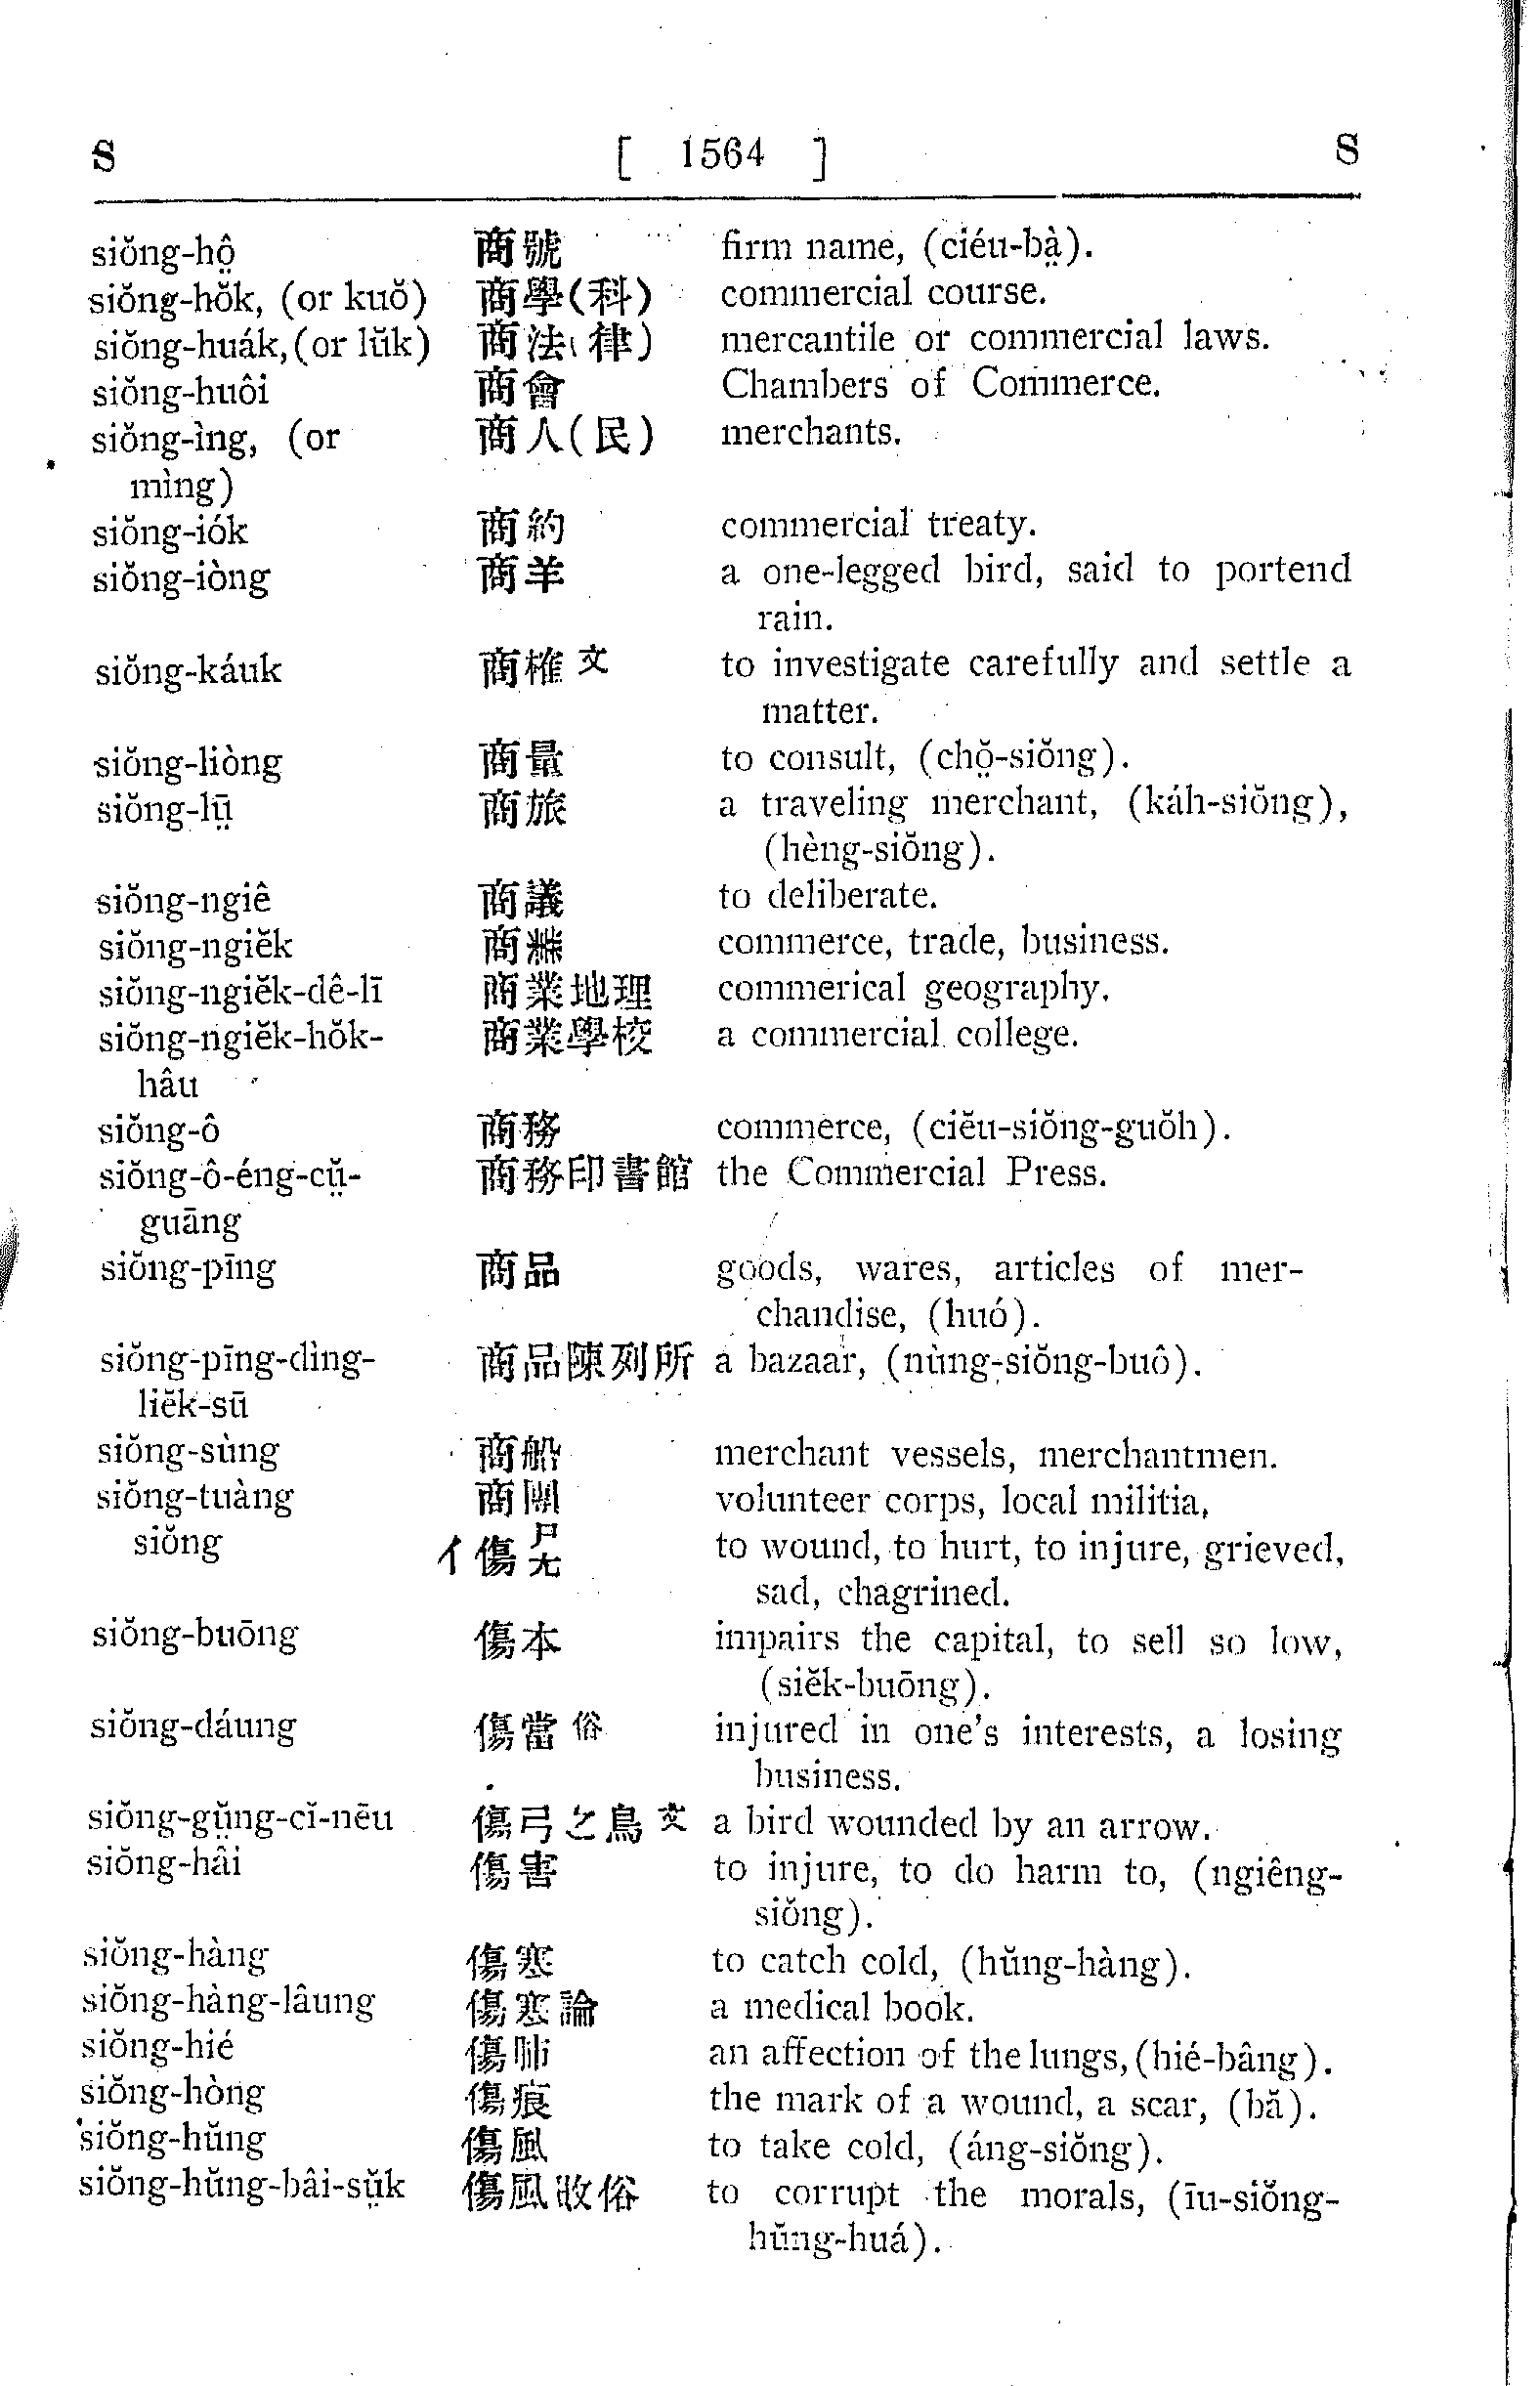 S [ 1564 ] S
siŏng-hô̤ 商號 firm name, (ciéu-bà̤).
siŏng-hŏk, (or kuŏ) 商學(科) commercial course.
siŏng-huák,(or lŭk) 商法(律) mercantile or commercial laws.
siŏng-huôi 商會 Chambers of Commerce.
siŏng-ìng, (or 商人(民) merchants.
mìng)
siŏng-iók 商約 commercial treaty.
siŏng-iòng 商羊 a one-legged bird, said to portend
rain.
siŏng-káuk 商榷 文 to investigate carefully and settle a
matter.
siŏng-liòng 商量 to consult, (chŏ̤-siŏng).
siŏng-lṳ̄ 商旅 a traveling merchant, (káh-siŏng),
(hèng-siŏng).
siŏng-ngiê 商議 to deliberate.
siŏng-ngiĕk 商業 commerce, trade, business.
siŏng-ngiĕk-dê-lī 商業地理 commerical geography.
siŏng-ngiĕk-hŏk- 商業學校 a commercial college.
hâu
siŏng-ô 商務 commerce, (ciĕu-siŏng-guŏh).
siŏng-ô-éng-cṳ̆- 商務印書館 the Commercial Press.
guāng
siŏng-pīng 商品 goods, wares, articles of mer-
chandise, (huó).
siŏng-pīng-dìng- 商品陳列所 a bazaar, (nùng-siŏng-buô).
liĕk-sū
siŏng-sùng 商船 merchant vessels, merchantmen.
siŏng-tuàng 商團 volunteer corps, local militia,
siŏng 亻傷 ㄕㄤ to wound, to hurt, to injure, grieved,
sad, chagrined.
siŏng-buōng 傷本 impairs the capital, to sell so low,
(siĕk-buōng).
siŏng-dáung 傷當 俗 injured in one's interests, a losing
business.
siŏng-gṳ̆ng-cĭ-nēu 傷弓之鳥 文 a bird wounded by an arrow.
siŏng-hâi 傷害 to injure, to do harm to, (ngiêng-
siŏng).
siŏng-hàng 傷寒 to catch cold, (hŭng-hàng).
siŏng-hàng-lâung 傷寒論 a medical book.
siŏng-hié 傷肺 an affection of the lungs,(hié-bâng).
siŏng-hòng 傷痕 the mark of a wound, a scar, (bă).
siŏng-hŭng 傷風 to take cold, (áng-siŏng).
siŏng-hŭng-bâi-sṳ̆k 傷風敗俗 to corrupt the morals, (īu-siŏng-
hŭng-huá).